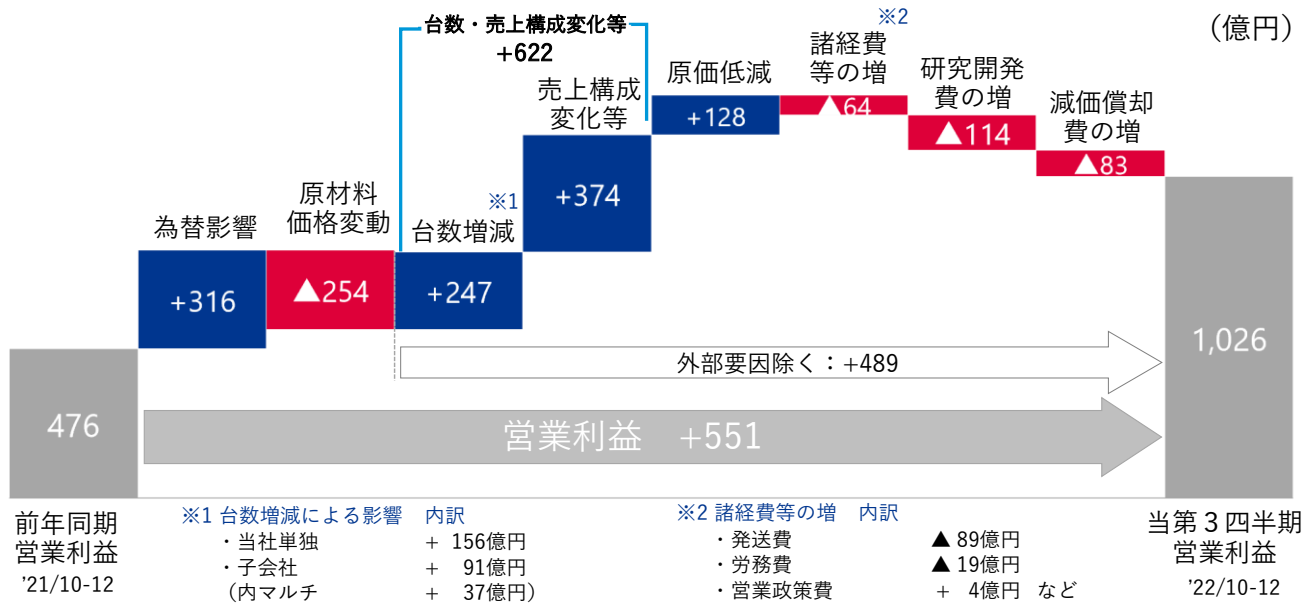 （億円）
台数・売上構成変化等
+622
※2
諸経費
等の増
原価低減
研究開発
費の増
減価償却
費の増
売上構成
変化等
※1
原材料
価格変動
為替影響
台数増減
+128
▲64
▲114
▲83
+374
+316
▲254
+247
外部要因除く：+489
1,026
476
営業利益　+551
前年同期
営業利益
’21/10-12
※1 台数増減による影響　内訳
・当社単独　+ 156億円
・子会社　+ 91億円
（内マルチ　+ 37億円）
※2 諸経費等の増　内訳
・発送費　▲ 89億円
・労務費　▲ 19億円
・営業政策費　+ 4億円　など
当第３四半期
営業利益
’22/10-12